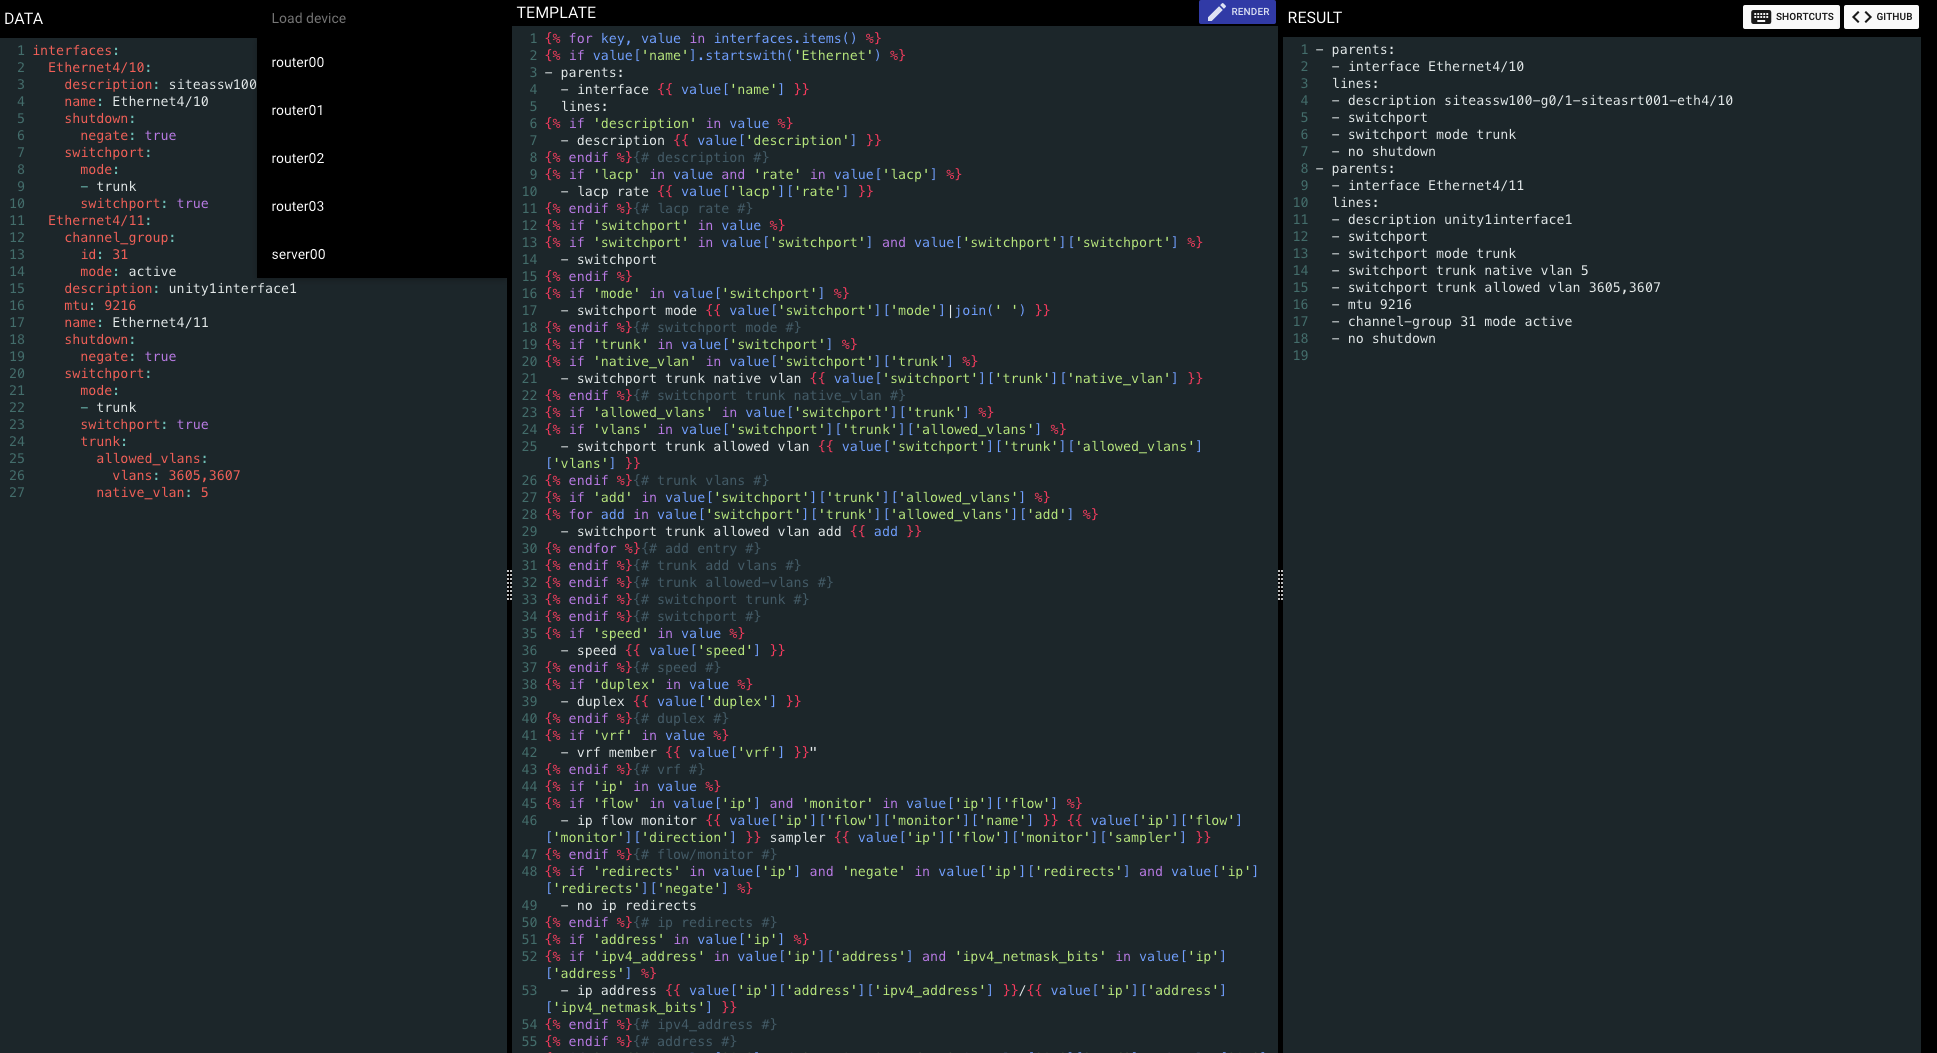 DATA
Load device
router00
router01
router02
router03
server00
1 interfaces:
2   Ethernet4/10:
3     description: siteassw100
4     name: Ethernet4/10
5     shutdown:
6       negate: true
7     switchport:
8       mode:
9       - trunk
10       switchport: true
11   Ethernet4/11:
12     channel_group:
13       id: 31
14       mode: active
15     description: unity1interface1
16     mtu: 9216
17     name: Ethernet4/11
18     shutdown:
19       negate: true
20     switchport:
21       mode:
22       - trunk
23       switchport: true
24       trunk:
25         allowed_vlans:
26           vlans: 3605,3607
27         native_vlan: 5
TEMPLATE
RENDER
1 {% for key, value in interfaces.items() %}
2 {% if value['name'].startswith('Ethernet') %}
3 - parents:
4   - interface {{ value['name'] }}
5   lines:
6 {% if 'description' in value %}
7   - description {{ value['description'] }}
8 {% endif %}{# description #}
9 {% if 'lacp' in value and 'rate' in value['lacp'] %}
10   - lacp rate {{ value['lacp']['rate'] }}
11 {% endif %}{# lacp rate #}
12 {% if 'switchport' in value %}
13 {% if 'switchport' in value['switchport'] and value['switchport']['switchport'] %}
14   - switchport
15 {% endif %}
16 {% if 'mode' in value['switchport'] %}
17   - switchport mode {{ value['switchport']['mode']|join(' ') }}
18 {% endif %}{# switchport mode #}
19 {% if 'trunk' in value['switchport'] %}
20 {% if 'native_vlan' in value['switchport']['trunk'] %}
21   - switchport trunk native vlan {{ value['switchport']['trunk']['native_vlan'] }}
22 {% endif %}{# switchport trunk native_vlan #}
23 {% if 'allowed_vlans' in value['switchport']['trunk'] %}
24 {% if 'vlans' in value['switchport']['trunk']['allowed_vlans'] %}
25   - switchport trunk allowed vlan {{ value['switchport']['trunk']['allowed_vlans']
['vlans'] }}
26 {% endif %}{# trunk vlans #}
27 {% if 'add' in value['switchport']['trunk']['allowed_vlans'] %}
28 {% for add in value['switchport']['trunk']['allowed_vlans']['add'] %}
29   - switchport trunk allowed vlan add {{ add }}
30 {% endfor %}{# add entry #}
31 {% endif %}{# trunk add vlans #}
32 {% endif %}{# trunk allowed-vlans #}
33 {% endif %}{# switchport trunk #}
34 {% endif %}{# switchport #}
35 {% if 'speed' in value %}
36   - speed {{ value['speed'] }}
37 {% endif %}{# speed #}
38 {% if 'duplex' in value %}
39   - duplex {{ value['duplex'] }}
40 {% endif %}{# duplex #}
41 {% if 'vrf' in value %}
42   - vrf member {{ value['vrf'] }}"
43 {% endif %}{# vrf #}
44 {% if 'ip' in value %}
45 {% if 'flow' in value['ip'] and 'monitor' in value['ip']['flow'] %}
46   - ip flow monitor {{ value['ip']['flow']['monitor']['name'] }} {{ value['ip']['flow']
['monitor']['direction'] }} sampler {{ value['ip']['flow']['monitor']['sampler'] }}
47 {% endif %}{# flow/monitor #}
48 {% if 'redirects' in value['ip'] and 'negate' in value['ip']['redirects'] and value['ip']
['redirects']['negate'] %}
49   - no ip redirects
50 {% endif %}{# ip redirects #}
51 {% if 'address' in value['ip'] %}
52 {% if 'ipv4_address' in value['ip']['address'] and 'ipv4_netmask_bits' in value['ip']
['address'] %}
53   - ip address {{ value['ip']['address']['ipv4_address'] }}/{{ value['ip']['address']
['ipv4_netmask_bits'] }}
54 {% endif %}{# ipv4_address #}
55 {% endif %}{# address #}
RESULT
SHORTCUTS
GITHUB
1 - parents:
2   - interface Ethernet4/10
3   lines:
4   - description siteassw100-g0/1-siteasrt001-eth4/10
5   - switchport
6   - switchport mode trunk
7   - no shutdown
8 - parents:
9   - interface Ethernet4/11
10   lines:
11   - description unity1interface1
12   - switchport
13   - switchport mode trunk
14   - switchport trunk native vlan 5
15   - switchport trunk allowed vlan 3605,3607
16   - mtu 9216
17   - channel-group 31 mode active
18   - no shutdown
19